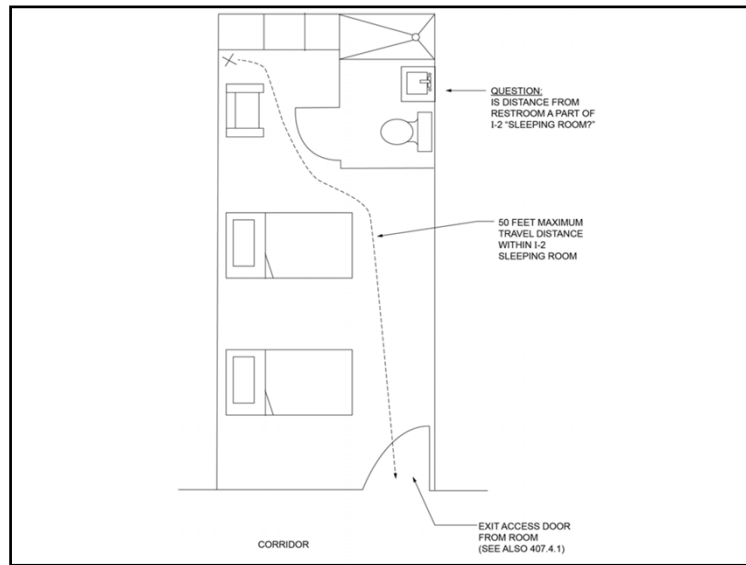 QUESTION:
IS DISTANCE FROM
RESTROOM A PART OF
I-2 "SLEEPING ROOM?"
50 FEET MAXIMUM
TRAVEL DISTANCE
WITHIN I-2
SLEEPING ROOM
EXIT ACCESS DOOR
FROM ROOM
(SEE ALSO 407.4.1)
CORRIDOR